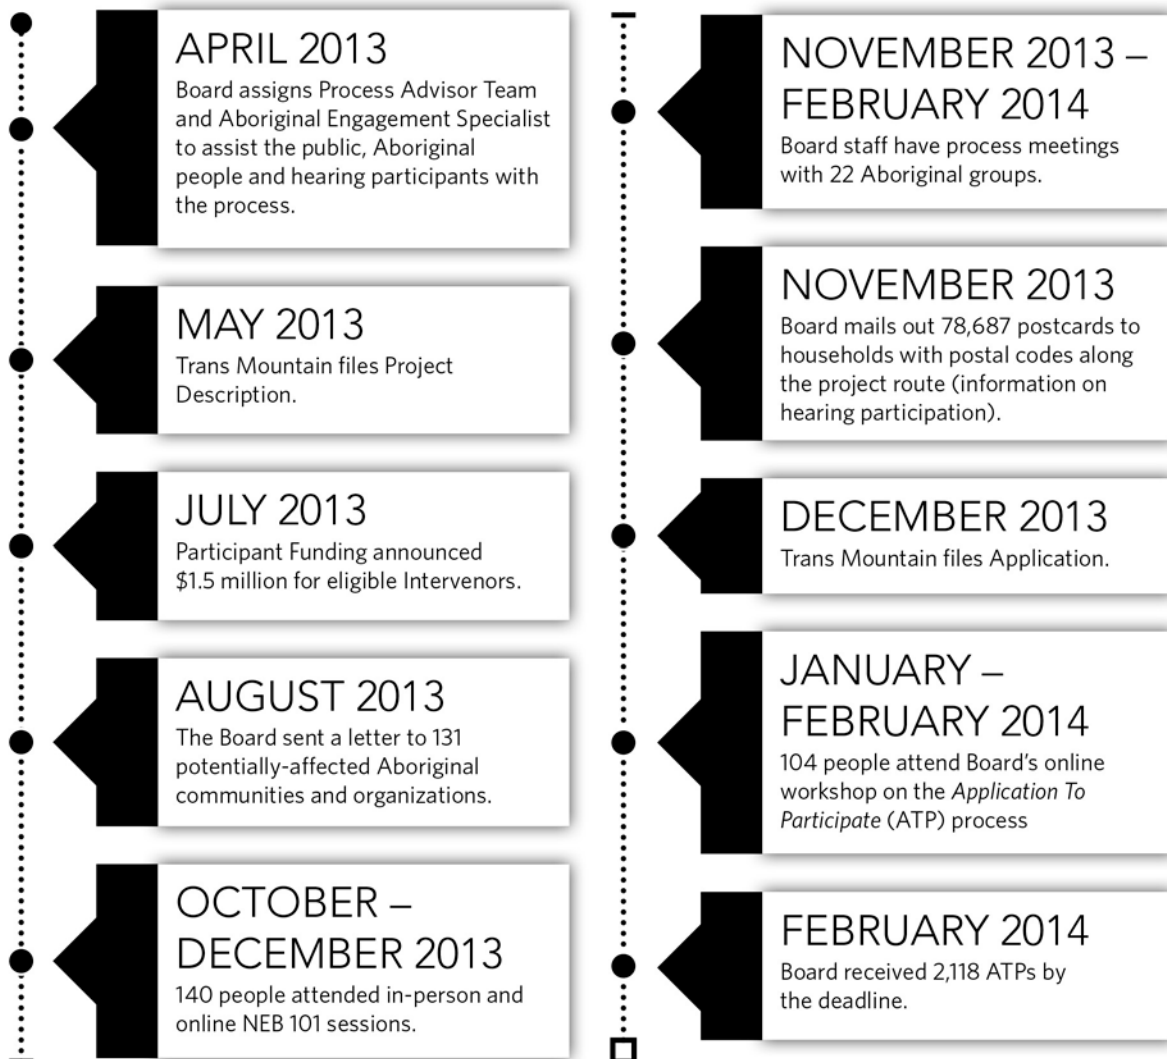 APRIL 2013
Board assigns Process Advisor Team
and Aboriginal Engagement Specialist
to assist the public, Aboriginal
people and hearing participants with
the process.
MAY 2013
Trans Mountain files Project
Description.
JULY 2013
Participant Funding announced
$1.5 million for eligible Intervenors.
AUGUST 2013
The Board sent a letter to 131
potentially-affected Aboriginal
communities and organizations.
OCTOBER –
DECEMBER 2013
140 people attended in-person and
online NEB 101 sessions.
NOVEMBER 2013 –
FEBRUARY 2014
Board staff have process meetings
with 22 Aboriginal groups.
NOVEMBER 2013
Board mails out 78,687 postcards to
households with postal codes along
the project route (information on
hearing participation).
DECEMBER 2013
Trans Mountain files Application.
JANUARY –
FEBRUARY 2014
104 people attend Board's online
workshop on the Application To
Participate (ATP) process
FEBRUARY 2014
Board received 2,118 ATPs by
the deadline.